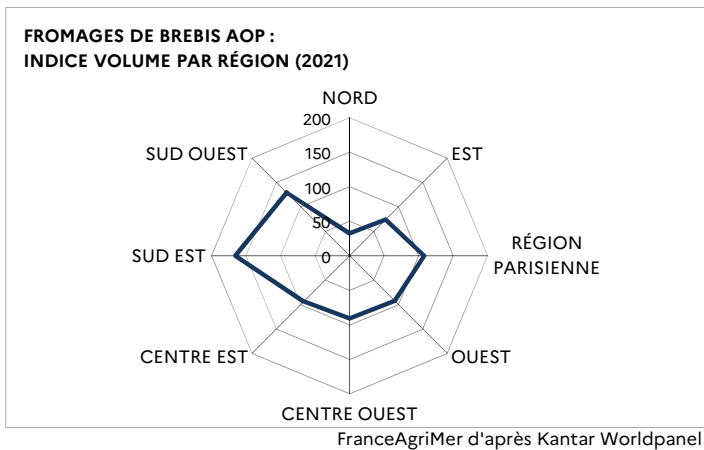 FROMAGES DE BREBIS AOP :
INDICE VOLUME PAR RÉGION (2021)
NORD
200
150
100
50
0
EST
RÉGION
PARISIENNE
OUEST
CENTRE OUEST
CENTRE EST
SUD EST
SUD OUEST
FranceAgriMer d'après Kantar Worldpanel